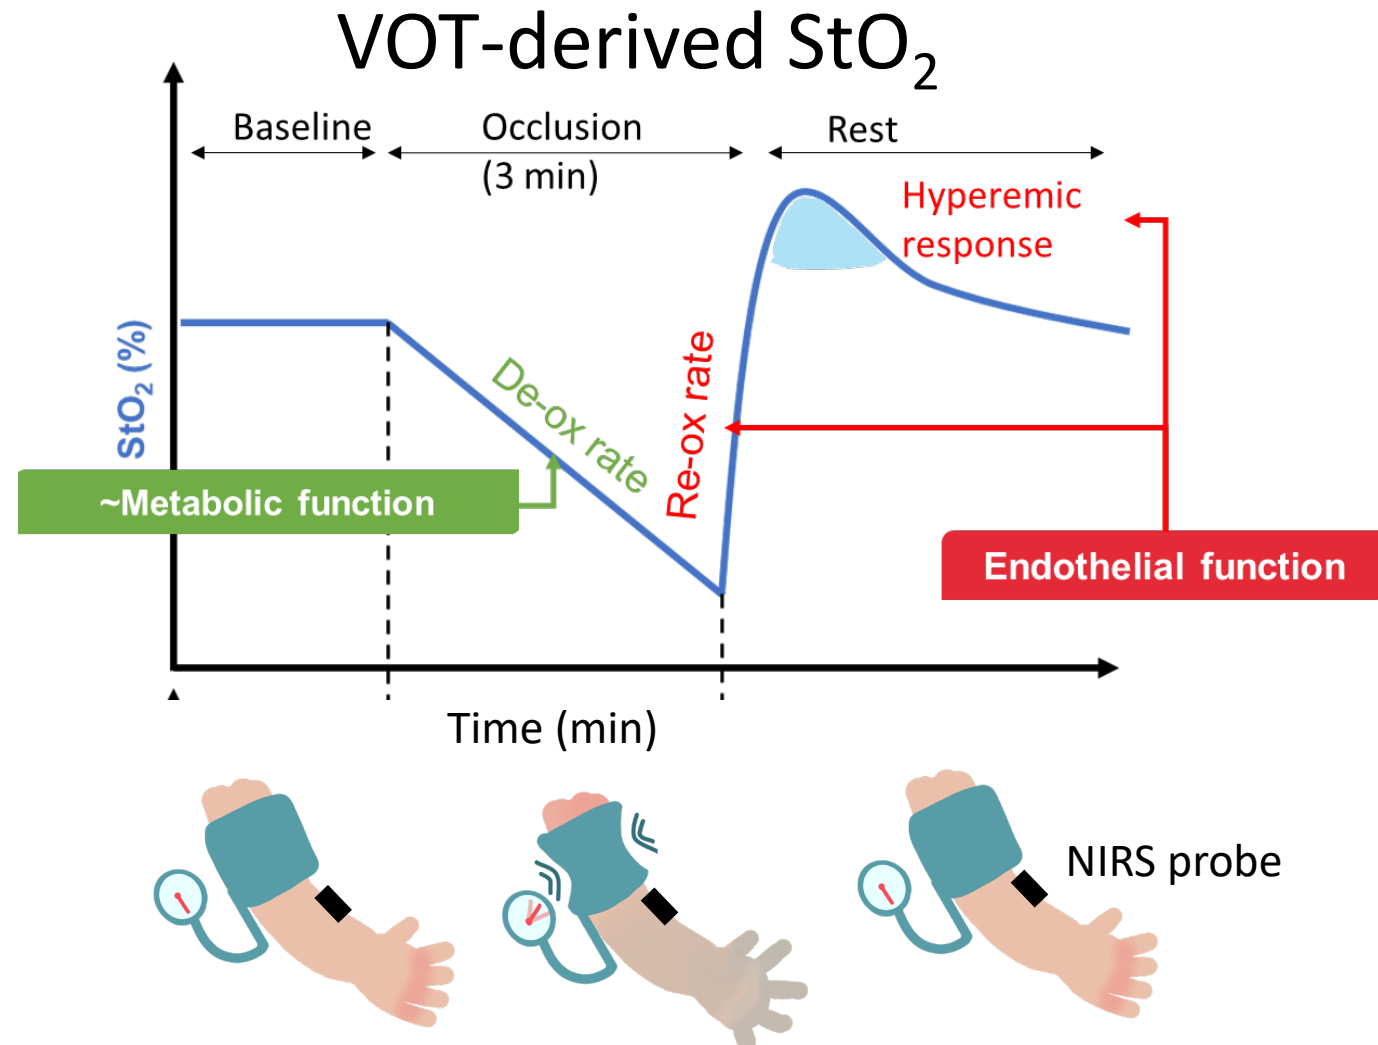 VOT-derived StO₂
Baseline
Occlusion
(3 min)
Rest
Hyperemic
response
StO₂ (%)
De-ox rate
Re-ox rate
~Metabolic function
Endothelial function
Time (min)
NIRS probe